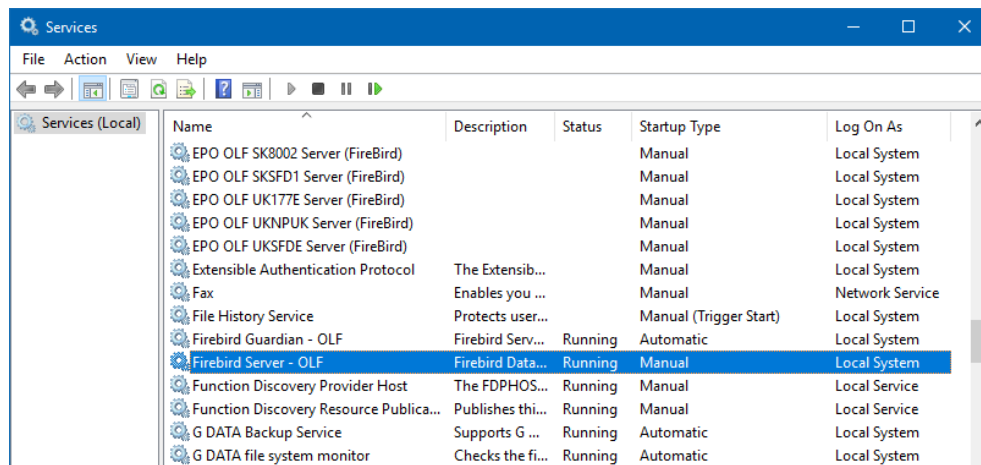 Services
File Action View Help
Services (Local)
Name Description Status Startup Type Log On As
EPO OLF SK8002 Server (FireBird) Manual Local System
EPO OLF SKSFD1 Server (FireBird) Manual Local System
EPO OLF UK177E Server (FireBird) Manual Local System
EPO OLF UKNPUK Server (FireBird) Manual Local System
EPO OLF UKSFDE Server (FireBird) Manual Local System
Extensible Authentication Protocol The Extensib... Manual Local System
Fax Enables you ... Manual Network Service
File History Service Protects user... Manual (Trigger Start) Local System
Firebird Guardian - OLF Firebird Serv... Running Automatic Local System
Firebird Server - OLF Firebird Data... Running Manual Local System
Function Discovery Provider Host The FDPHOS... Running Manual Local Service
Function Discovery Resource Publica... Publishes thi... Running Manual Local Service
G DATA Backup Service Supports G ... Running Automatic Local System
G DATA file system monitor Checks the fi... Running Automatic Local System